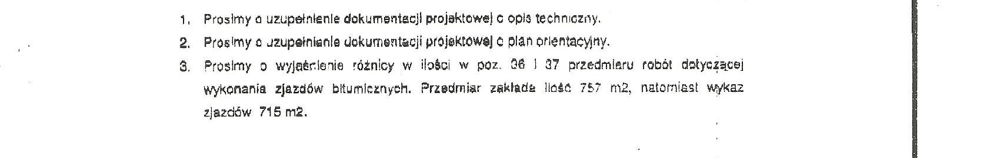 1. Prosimy o uzupełnienie dokumentacji projektowej o opis techniczny.
2. Prosimy o uzupełnienie dokumentacji projektowej o plan orientacyjny.
3. Prosimy o wyjaśnienie różnicy w ilości w poz. 36 i 37 przedmiaru robót dotyczącej
wykonania zjazdów bitumicznych. Przedmiar zakłada ilość 757 m2, natomiast wykaz
zjazdów 715 m2.